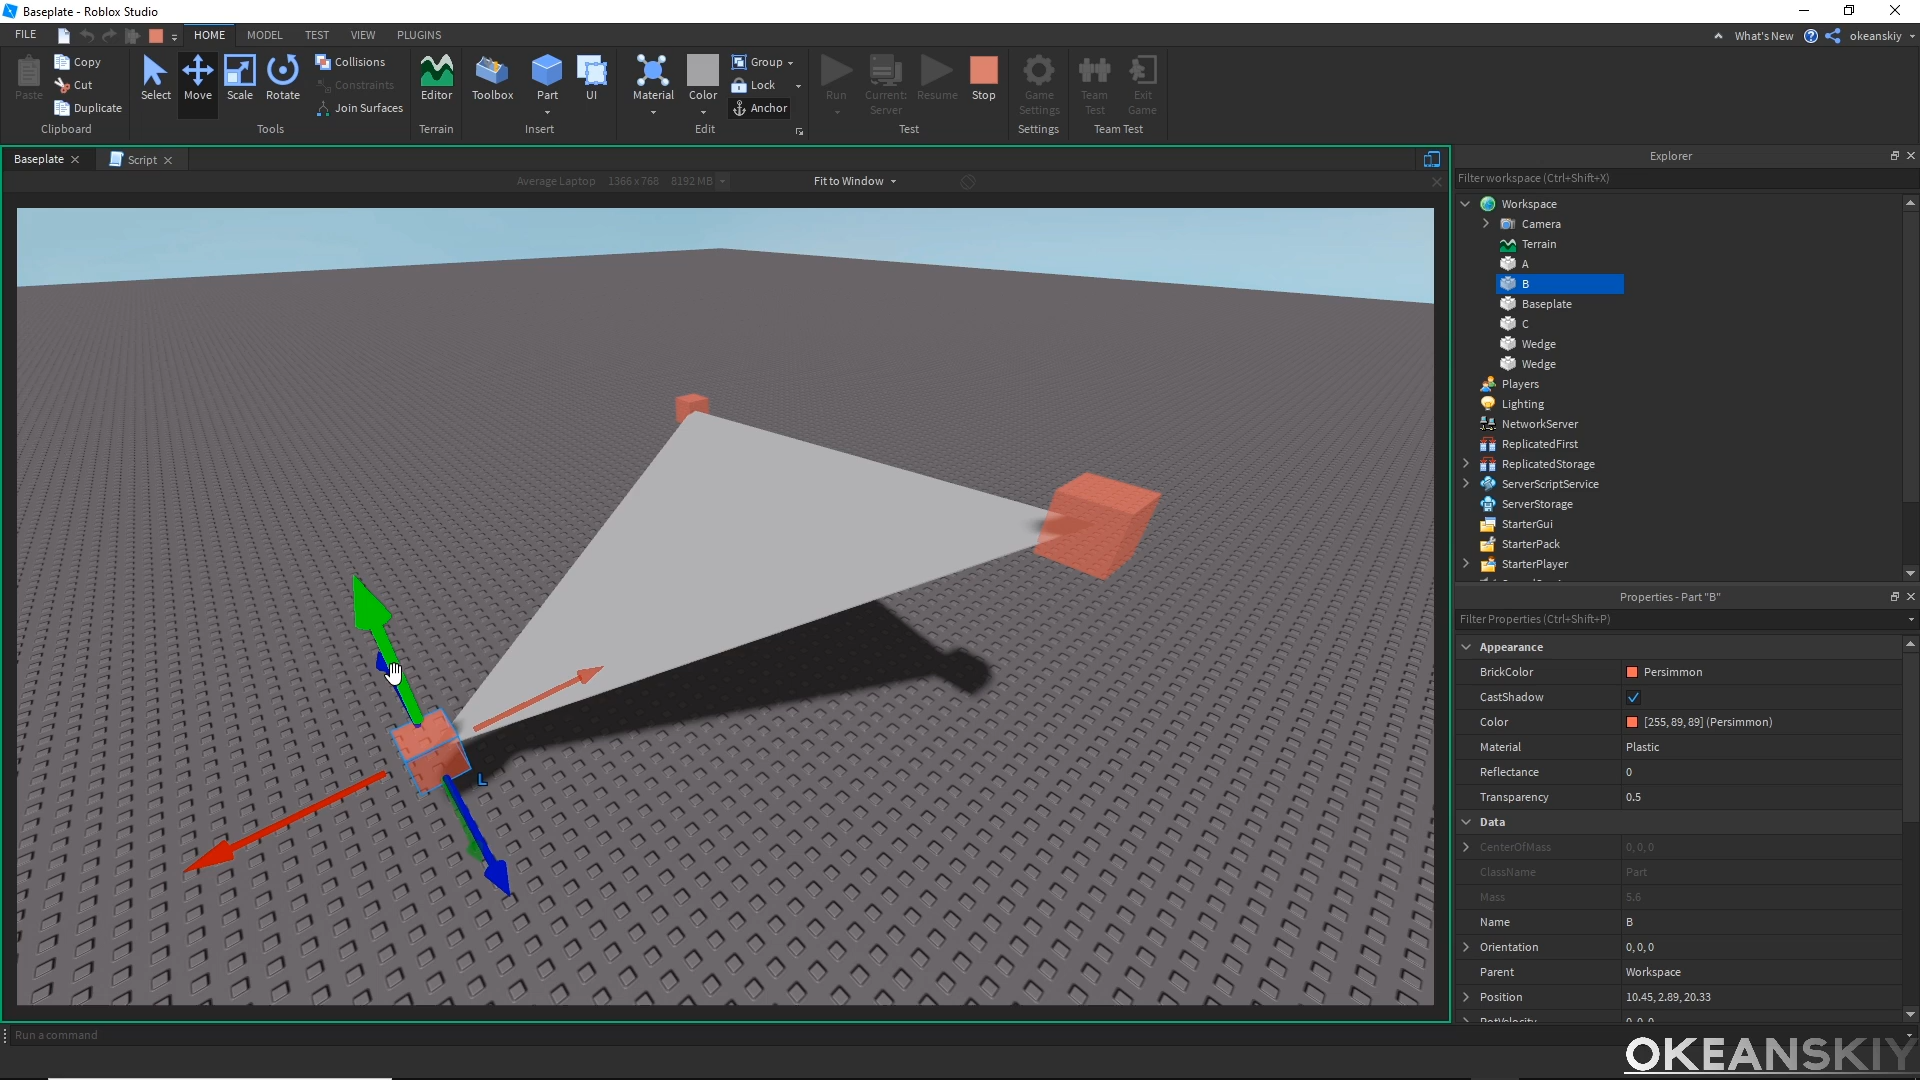 Baseplate - Roblox Studio
FILE HOME MODEL TEST VIEW PLUGINS What's New okeanskiy
Paste Copy Cut Duplicate
Select Move Scale Rotate Collisions Constraints Join Surfaces
Editor Toolbox Part UI
Material Color Group Lock Anchor
Run Current: Server Resume Stop
Game Settings Team Test Exit Game
Clipboard Tools Terrain Insert Edit Test Settings Team Test
Baseplate Script
Average Laptop 1366 x 768 8192 MB Fit to Window
L
Run a command
Explorer
Filter workspace (Ctrl+Shift+X)
Workspace
Camera
Terrain
A
B
Baseplate
C
Wedge
Wedge
Players
Lighting
NetworkServer
ReplicatedFirst
ReplicatedStorage
ServerScriptService
ServerStorage
StarterGui
StarterPack
StarterPlayer
Properties - Part "B"
Filter Properties (Ctrl+Shift+P)
Appearance
BrickColor Persimmon
CastShadow
Color [255, 89, 89] (Persimmon)
Material Plastic
Reflectance 0
Transparency 0.5
Data
CenterOfMass 0, 0, 0
ClassName Part
Mass 5.6
Name B
Orientation 0, 0, 0
Parent Workspace
Position 10.45, 2.89, 20.33
OKEANSKIY